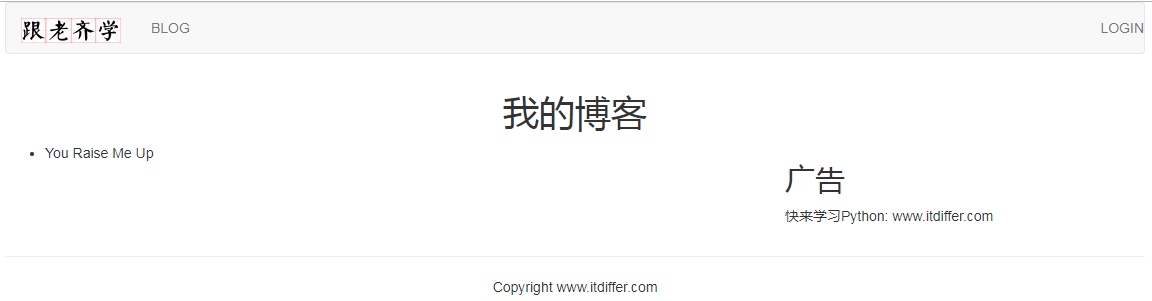 跟老齐学 BLOG LOGIN
我的博客
You Raise Me Up
广告
快来学习Python: www.itdiffer.com
Copyright www.itdiffer.com